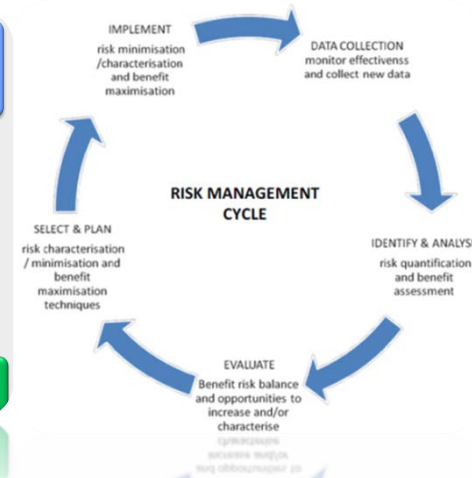 IMPLEMENT
risk minimisation
/characterisation
and benefit
maximisation
DATA COLLECTION
monitor effectivenss
and collect new data
RISK MANAGEMENT
CYCLE
SELECT & PLAN
risk characterisation
/ minimisation and
benefit
maximisation
techniques
IDENTIFY & ANALYS
risk quantification
and benefit
assessment
EVALUATE
Benefit risk balance
and opportunities to
increase and/or
characterise